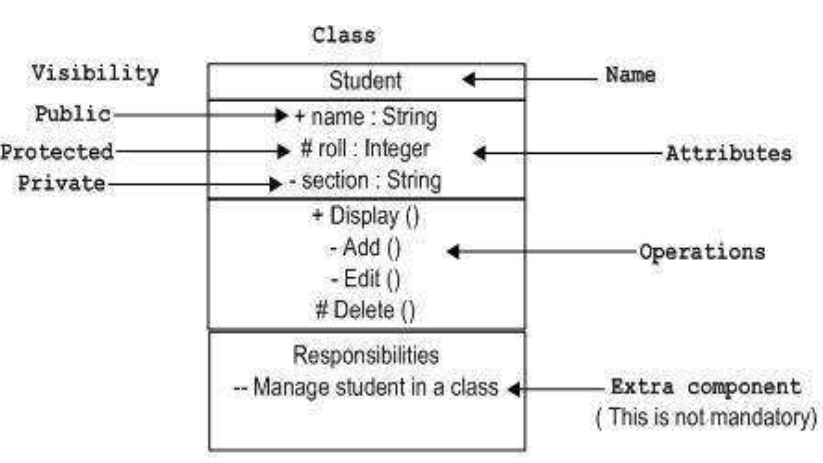 Class
Visibility
Student
Name
Public
+ name : String
Protected
# roll : Integer
Attributes
Private
- section : String
+ Display ()
- Add ()
Operations
- Edit ()
# Delete ()
Responsibilities
-- Manage student in a class
Extra component
( This is not mandatory)